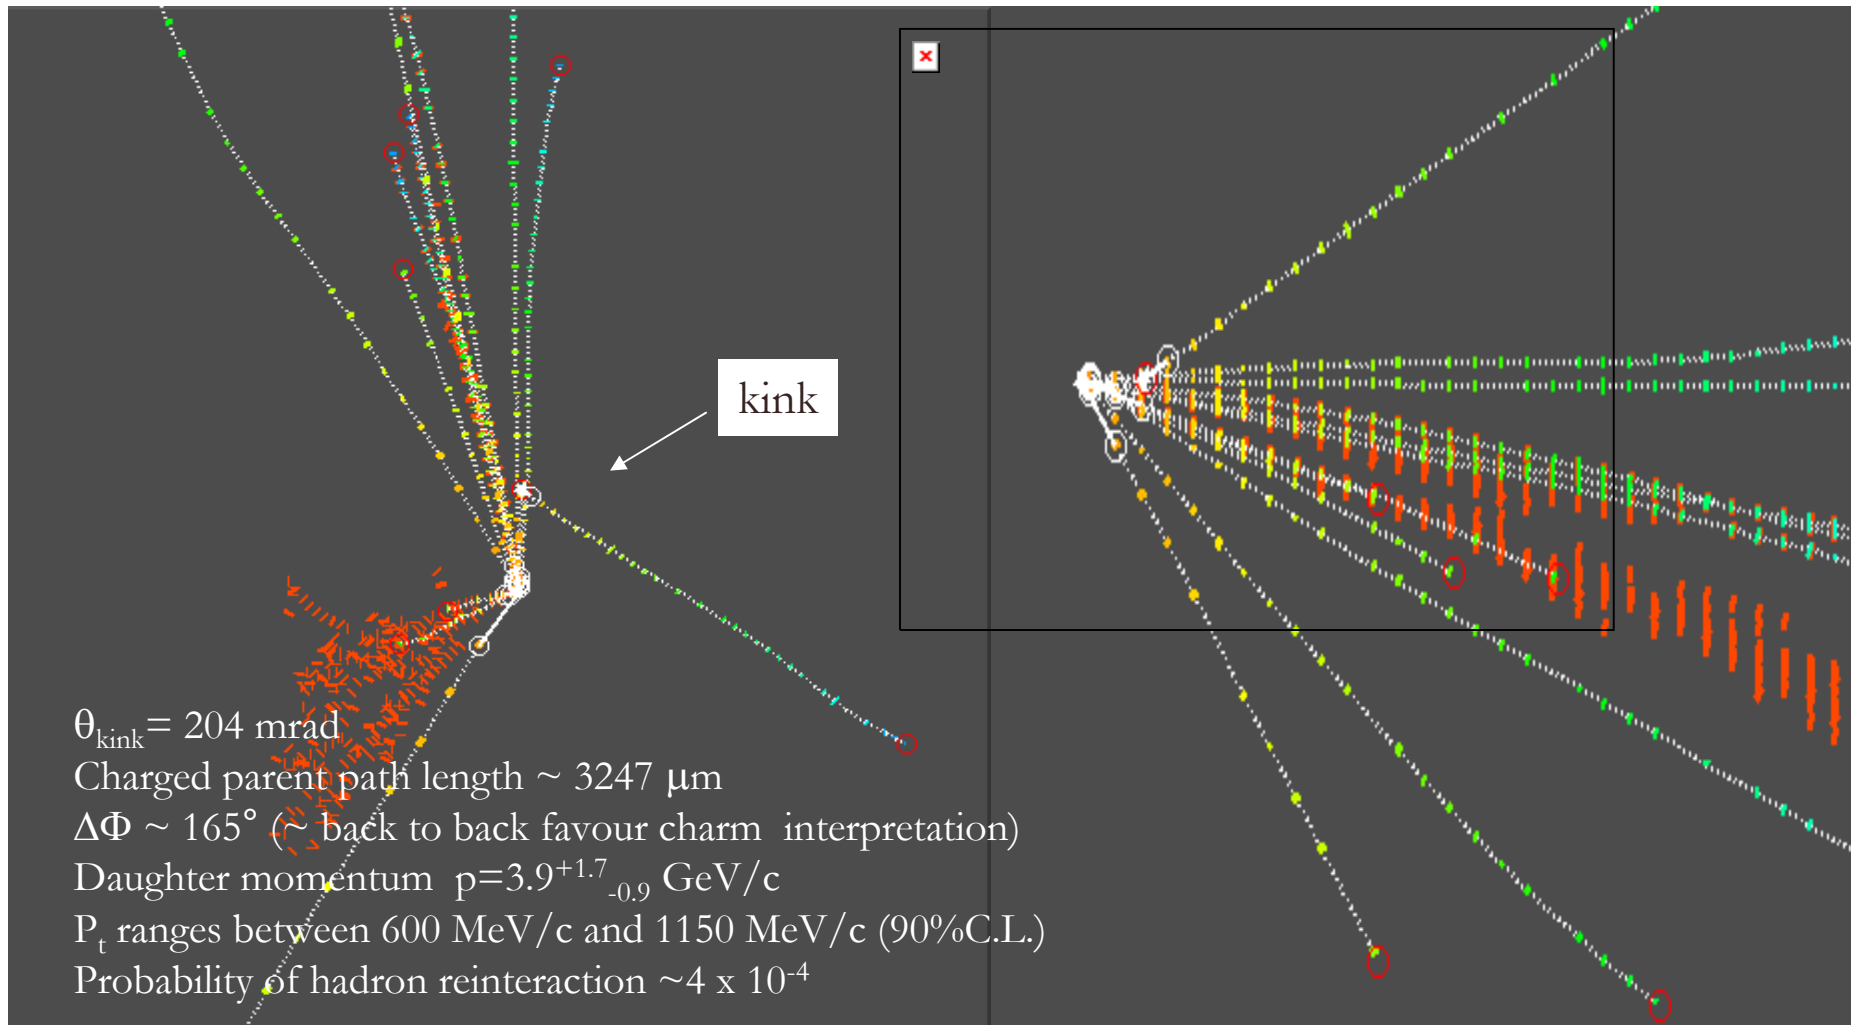 kink
θkink= 204 mrad
Charged parent path length ~ 3247 μm
ΔΦ ~ 165° (~ back to back favour charm interpretation)
Daughter momentum p=3.9+1.7-0.9 GeV/c
Pt ranges between 600 MeV/c and 1150 MeV/c (90%C.L.)
Probability of hadron reinteraction ~4 x 10-4